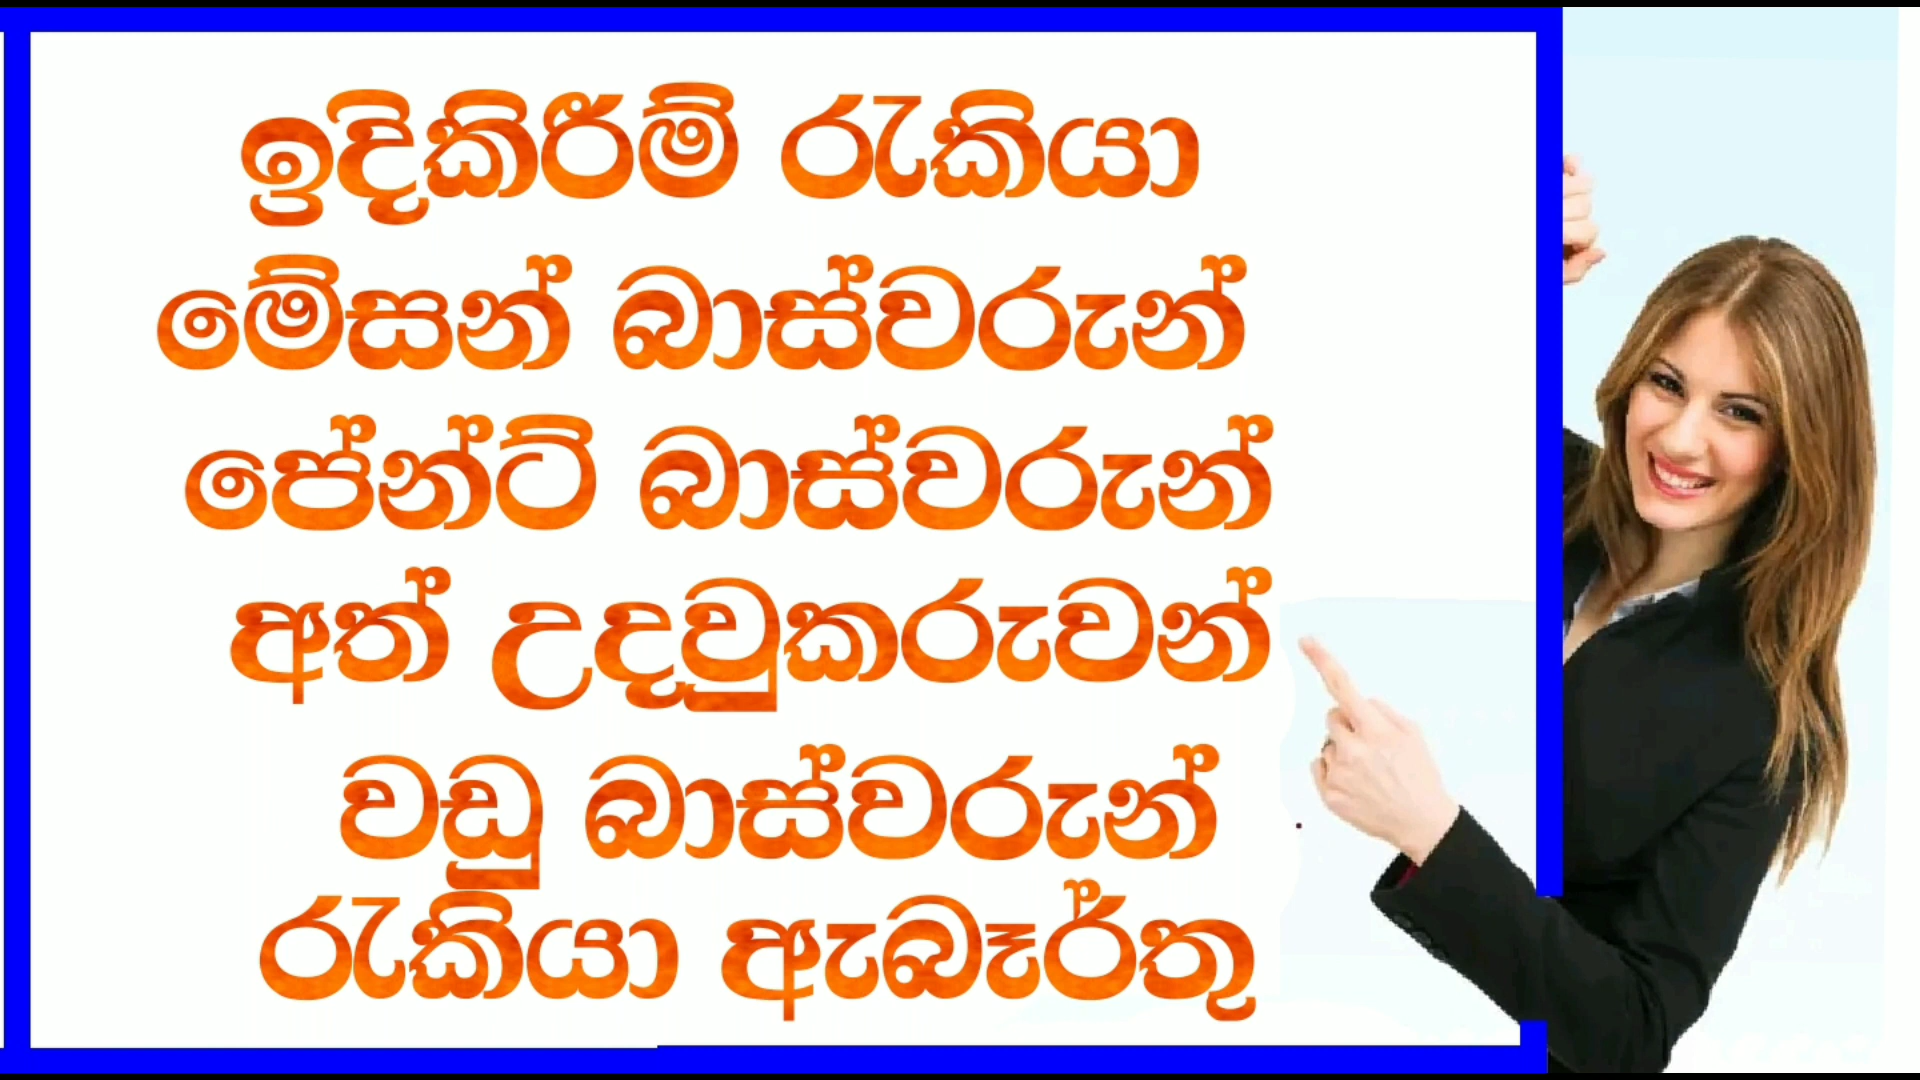 ඉදිකිරීම් රැකියා
මේසන් බාස්වරුන්
පේන්ට් බාස්වරුන්
අත් උදවුකරුවන්
වඩු බාස්වරුන්
රැකියා ඇබෑර්තු